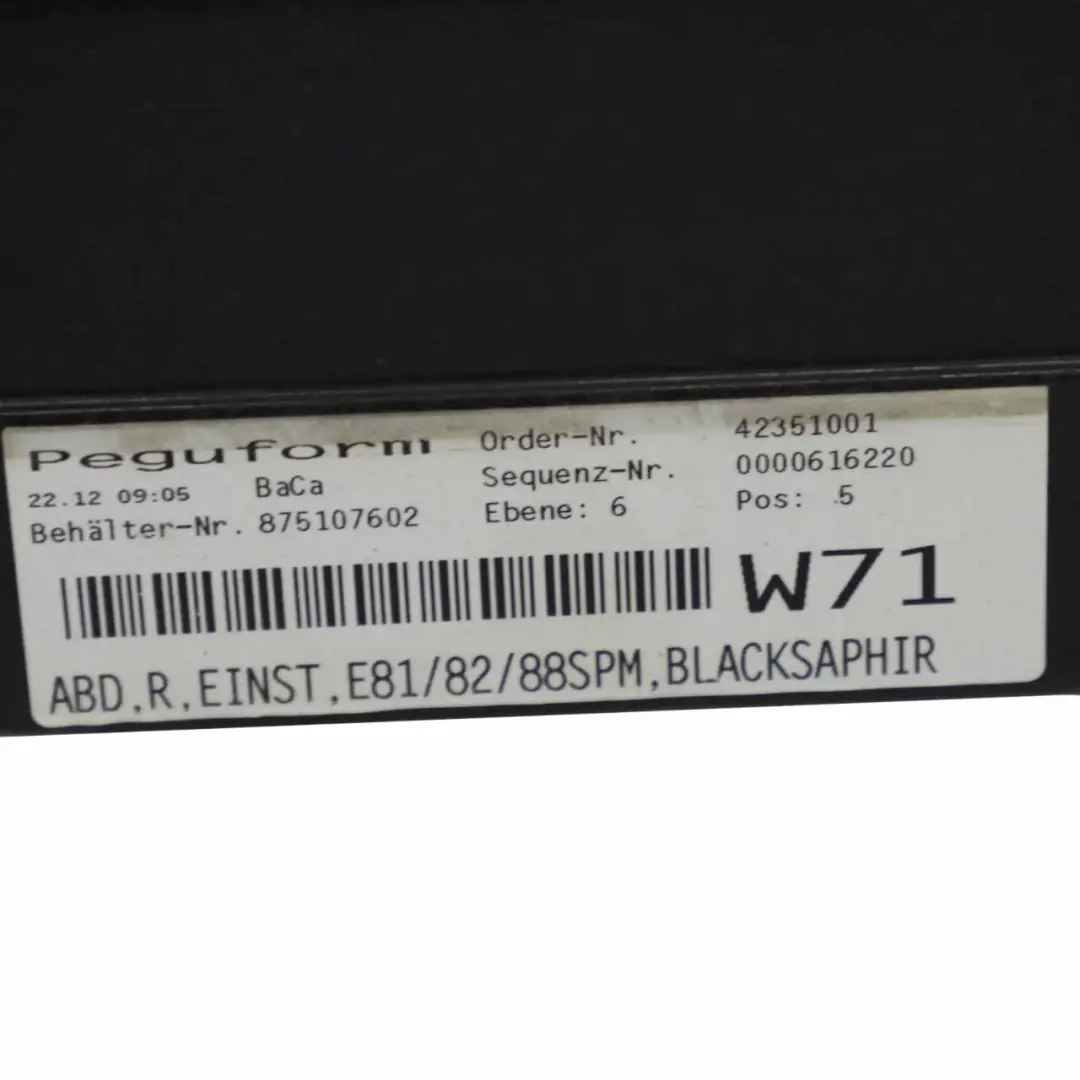 Peguform Order-Nr. 42351001
22.12 09:05 BaCa Sequenz-Nr. 0000616220
Behälter-Nr. 875107602 Ebene: 6 Pos: 5
W71
ABD,R,EINST,E81/82/88SPM,BLACKSAPHIR